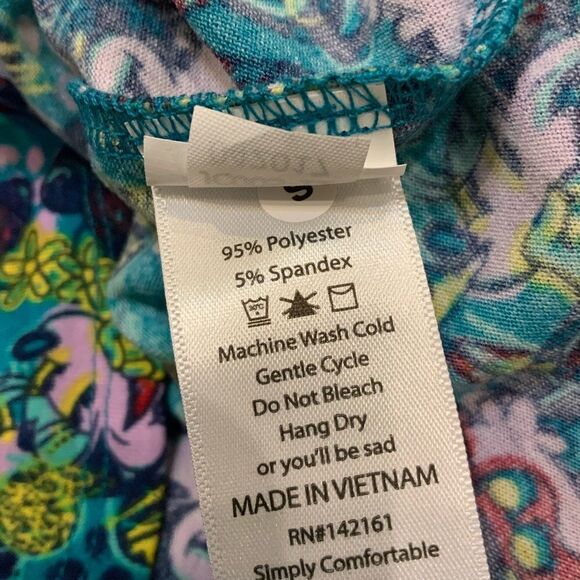 S
95% Polyester
5% Spandex
30°C
Machine Wash Cold
Gentle Cycle
Do Not Bleach
Hang Dry
or you'll be sad
MADE IN VIETNAM
RN#142161
Simply Comfortable